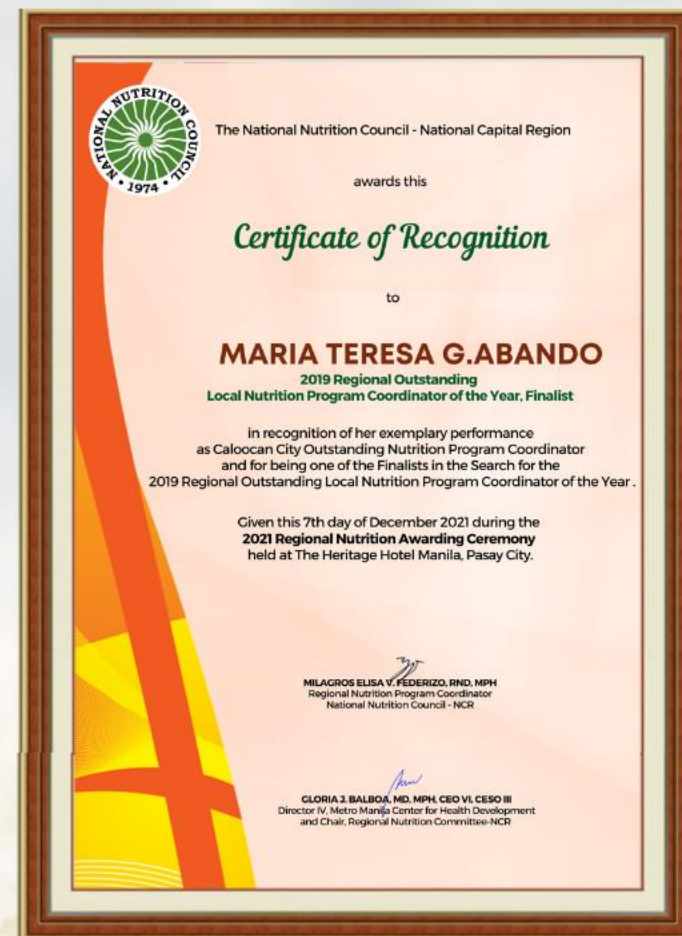 NATIONAL NUTRITION COUNCIL
• 1974 •
The National Nutrition Council - National Capital Region
awards this
Certificate of Recognition
to
MARIA TERESA G.ABANDO
2019 Regional Outstanding
Local Nutrition Program Coordinator of the Year, Finalist
in recognition of her exemplary performance
as Caloocan City Outstanding Nutrition Program Coordinator
and for being one of the Finalists in the Search for the
2019 Regional Outstanding Local Nutrition Program Coordinator of the Year .
Given this 7th day of December 2021 during the
2021 Regional Nutrition Awarding Ceremony
held at The Heritage Hotel Manila, Pasay City.
MILAGROS ELISA V. FEDERIZO, RND, MPH
Regional Nutrition Program Coordinator
National Nutrition Council - NCR
GLORIA J. BALBOA, MD, MPH, CEO VI, CESO III
Director IV, Metro Manila Center for Health Development
and Chair, Regional Nutrition Committee-NCR